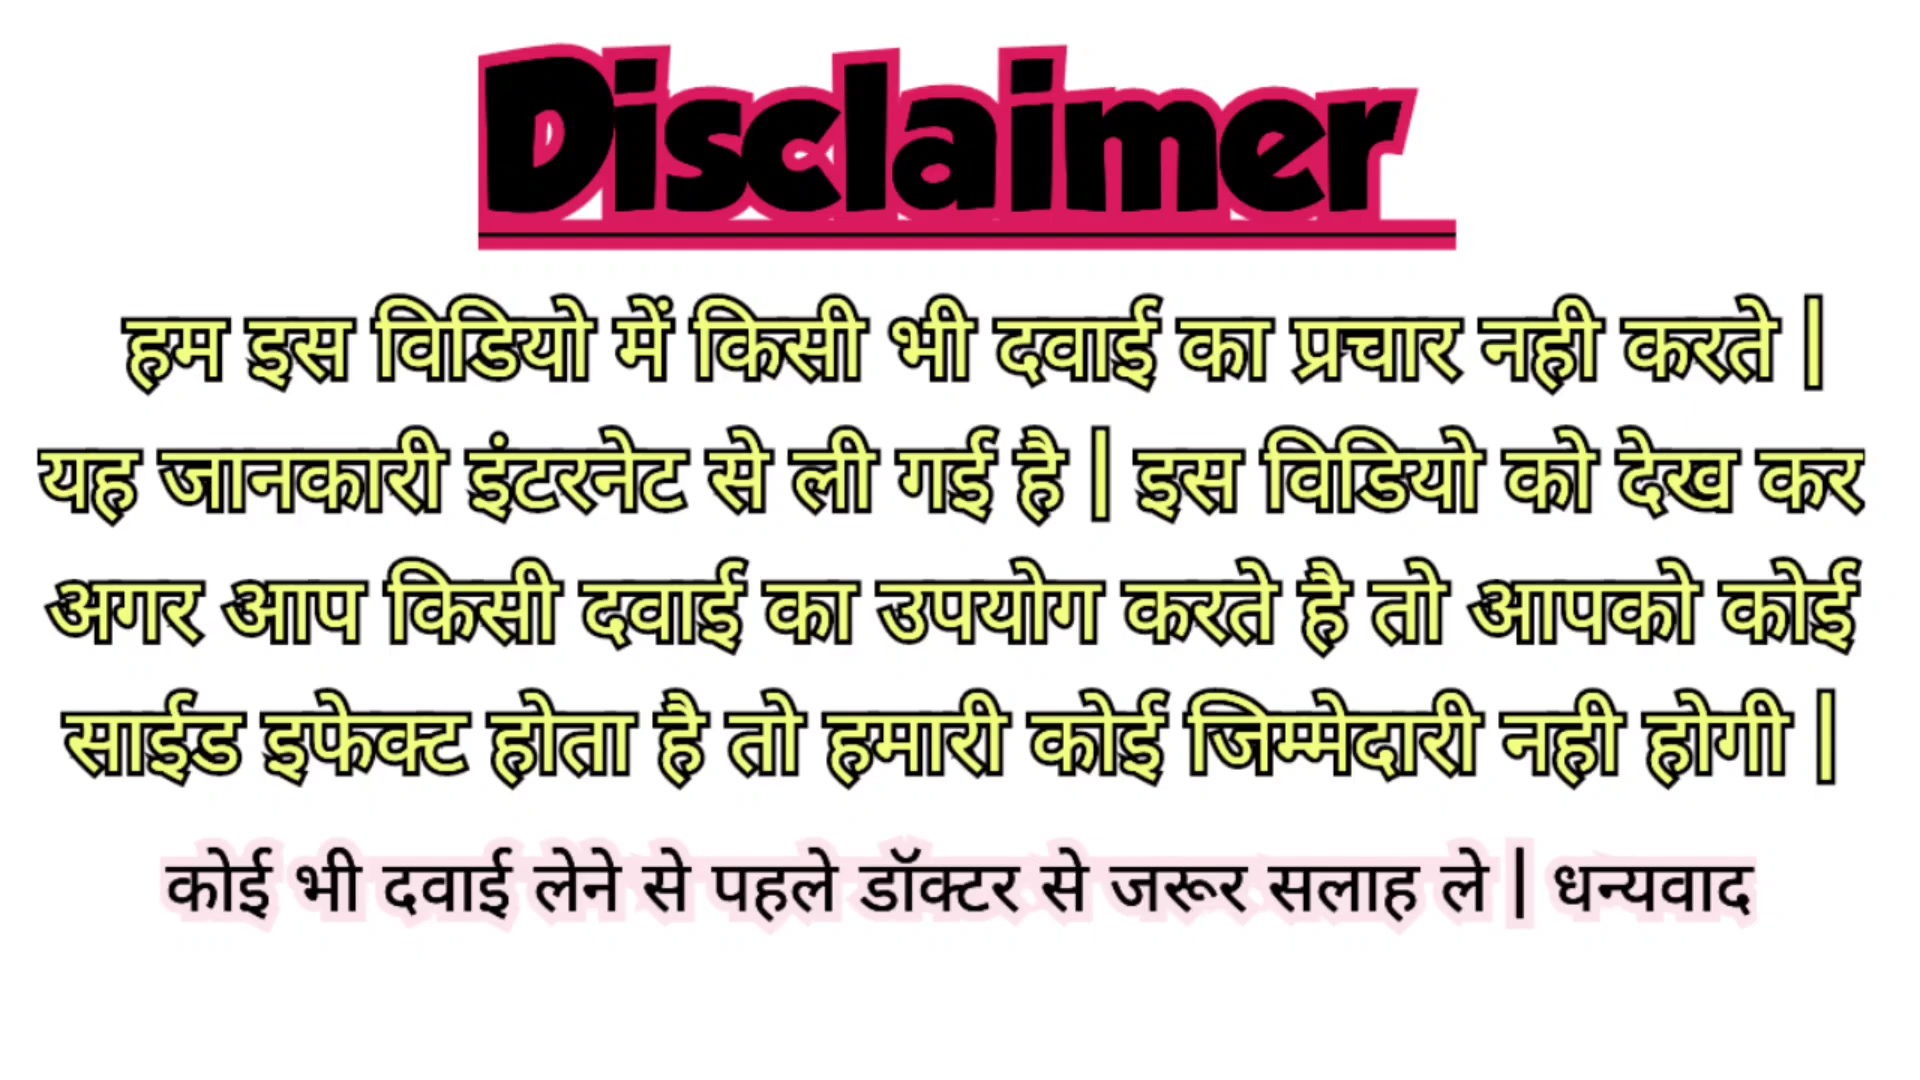 Disclaimer
हम इस विडियो में किसी भी दवाई का प्रचार नही करते |
यह जानकारी इंटरनेट से ली गई है | इस विडियो को देख कर
अगर आप किसी दवाई का उपयोग करते है तो आपको कोई
साईड इफेक्ट होता है तो हमारी कोई जिम्मेदारी नही होगी |
कोई भी दवाई लेने से पहले डॉक्टर से जरूर सलाह ले | धन्यवाद